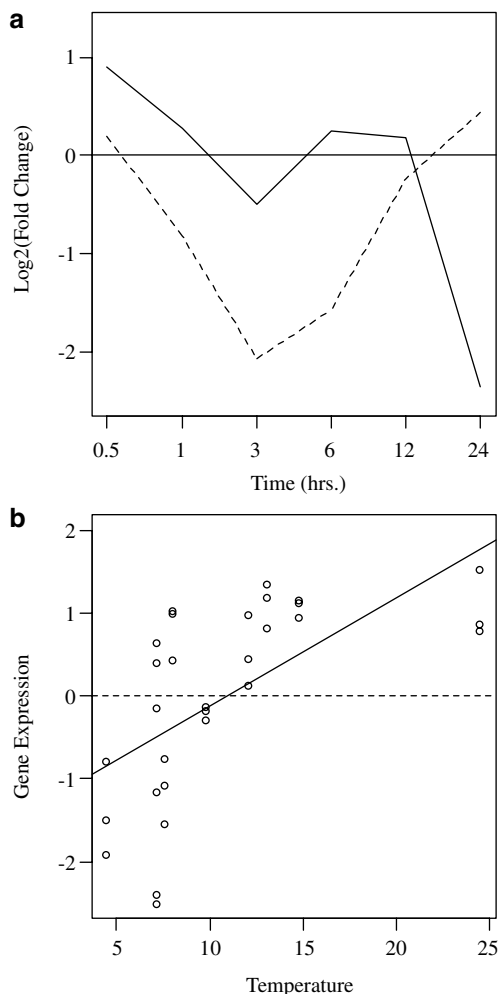 a
1
0
-1
-2
Log2(Fold Change)
0.5 1 3 6 12 24
Time (hrs.)
b
2
1
0
-1
-2
Gene Expression
5 10 15 20 25
Temperature